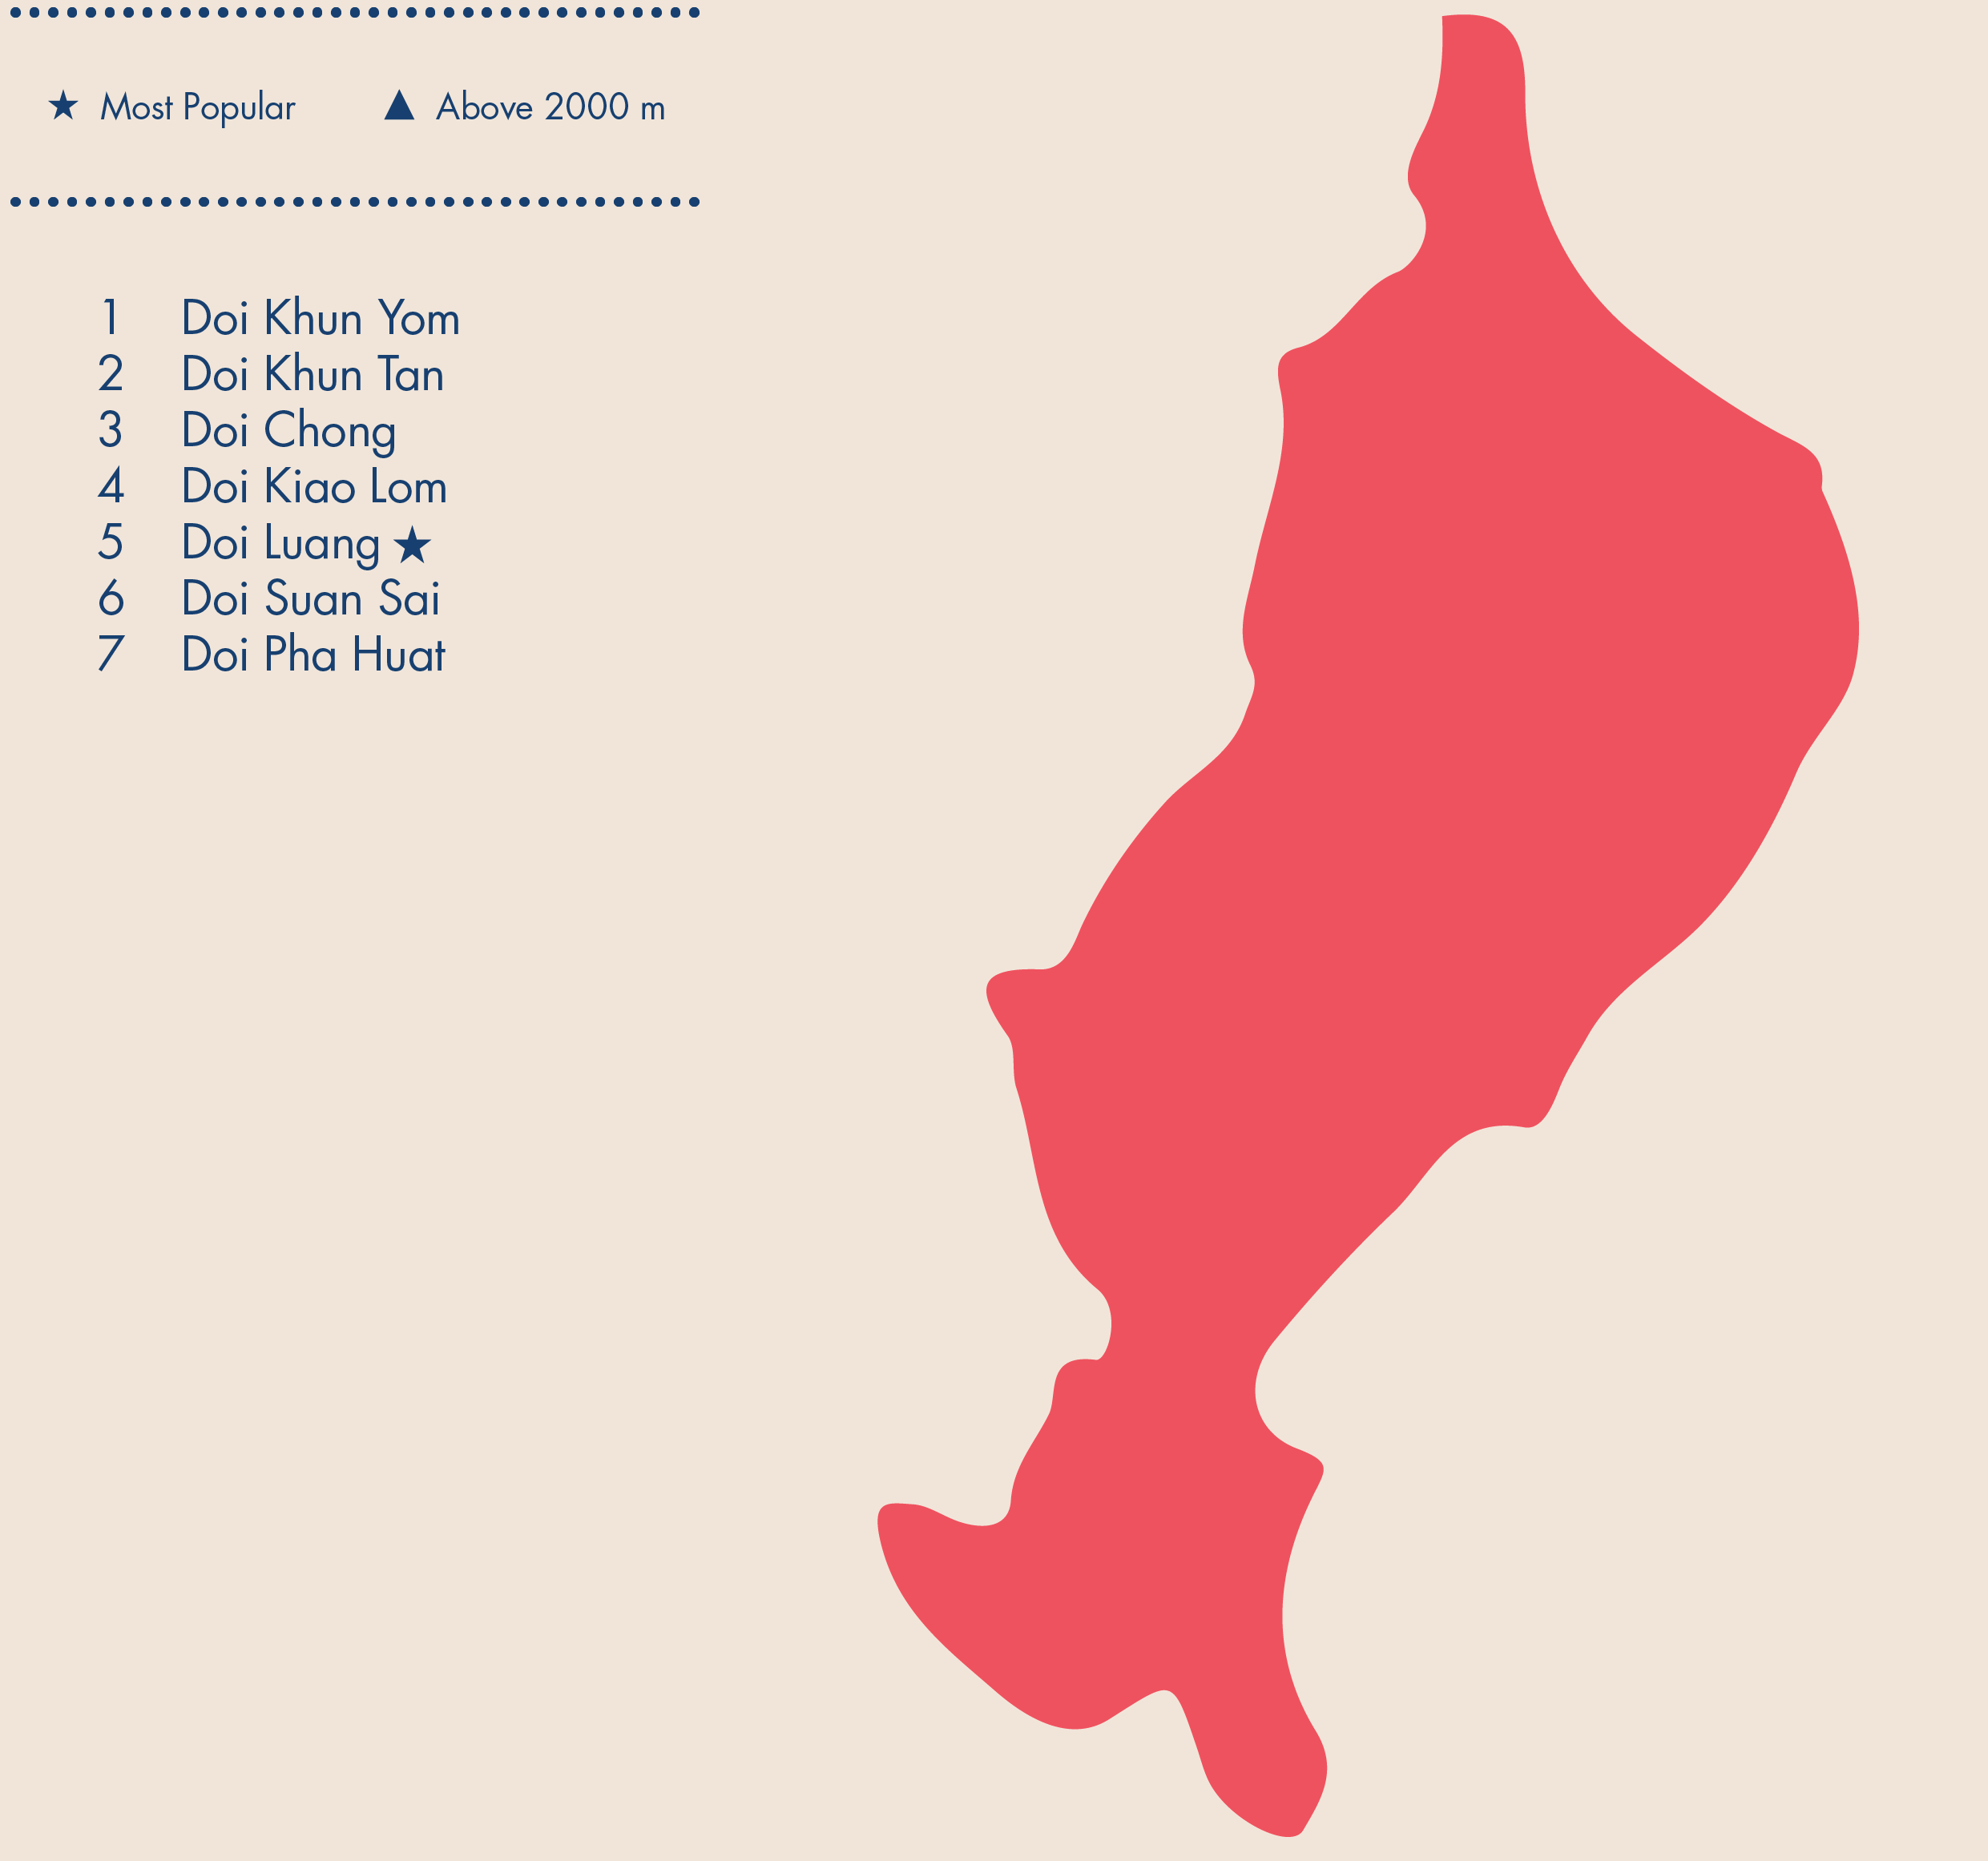 ★ Most Popular ▲ Above 2000 m
1 Doi Khun Yom
2 Doi Khun Tan
3 Doi Chong
4 Doi Kiao Lom
5 Doi Luang ★
6 Doi Suan Sai
7 Doi Pha Huat